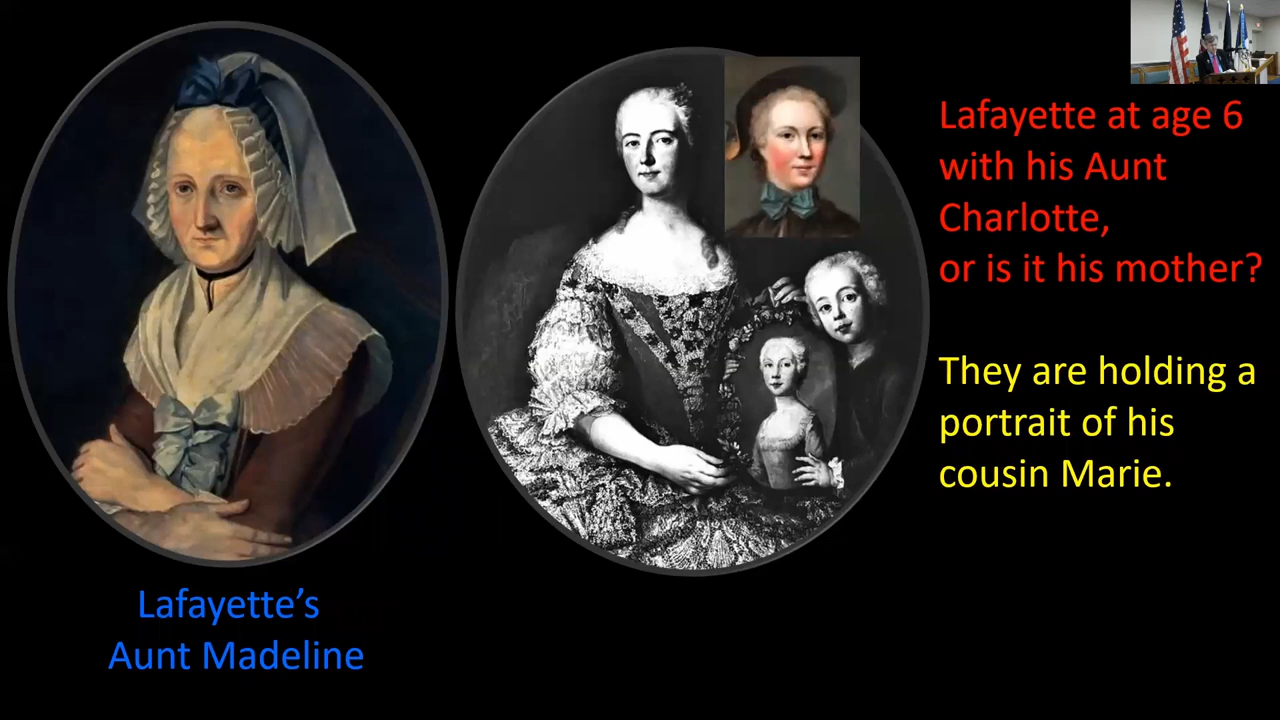 Lafayette at age 6
with his Aunt
Charlotte,
or is it his mother?
They are holding a
portrait of his
cousin Marie.
Lafayette’s
Aunt Madeline